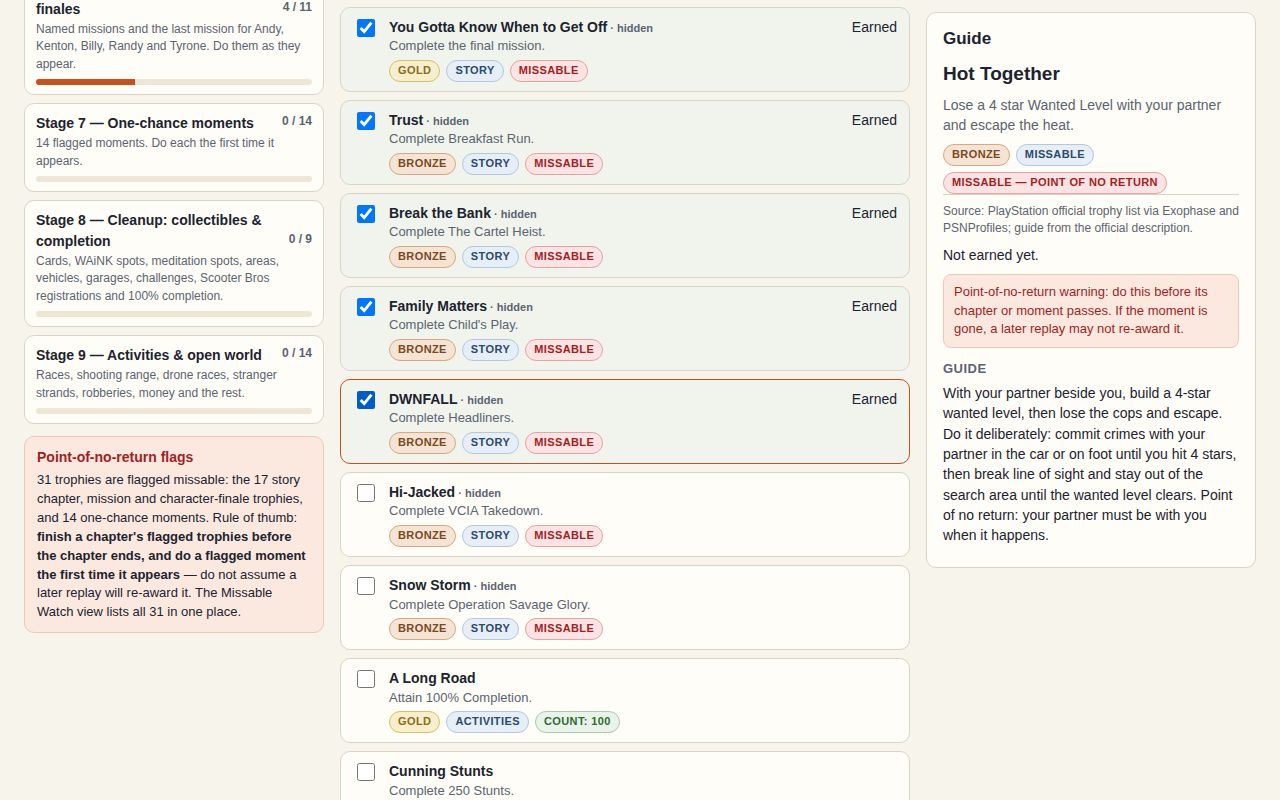 finales
4 / 11
Named missions and the last mission for Andy,
Kenton, Billy, Randy and Tyrone. Do them as they
appear.
Stage 7 — One-chance moments
0 / 14
14 flagged moments. Do each the first time it
appears.
Stage 8 — Cleanup: collectibles &
completion
0 / 9
Cards, WAiNK spots, meditation spots, areas,
vehicles, garages, challenges, Scooter Bros
registrations and 100% completion.
Stage 9 — Activities & open world
0 / 14
Races, shooting range, drone races, stranger
strands, robberies, money and the rest.
Point-of-no-return flags
31 trophies are flagged missable: the 17 story
chapter, mission and character-finale trophies,
and 14 one-chance moments. Rule of thumb:
finish a chapter's flagged trophies before
the chapter ends, and do a flagged moment
the first time it appears — do not assume a
later replay will re-award it. The Missable
Watch view lists all 31 in one place.
You Gotta Know When to Get Off · hidden
Earned
Complete the final mission.
GOLD STORY MISSABLE
Trust · hidden
Earned
Complete Breakfast Run.
BRONZE STORY MISSABLE
Break the Bank · hidden
Earned
Complete The Cartel Heist.
BRONZE STORY MISSABLE
Family Matters · hidden
Earned
Complete Child's Play.
BRONZE STORY MISSABLE
DWNFALL · hidden
Earned
Complete Headliners.
BRONZE STORY MISSABLE
Hi-Jacked · hidden
Complete VCIA Takedown.
BRONZE STORY MISSABLE
Snow Storm · hidden
Complete Operation Savage Glory.
BRONZE STORY MISSABLE
A Long Road
Attain 100% Completion.
GOLD ACTIVITIES COUNT: 100
Cunning Stunts
Complete 250 Stunts.
Guide
Hot Together
Lose a 4 star Wanted Level with your partner
and escape the heat.
BRONZE MISSABLE
MISSABLE — POINT OF NO RETURN
Source: PlayStation official trophy list via Exophase and
PSNProfiles; guide from the official description.
Not earned yet.
Point-of-no-return warning: do this before its
chapter or moment passes. If the moment is
gone, a later replay may not re-award it.
GUIDE
With your partner beside you, build a 4-star
wanted level, then lose the cops and escape.
Do it deliberately: commit crimes with your
partner in the car or on foot until you hit 4 stars,
then break line of sight and stay out of the
search area until the wanted level clears. Point
of no return: your partner must be with you
when it happens.